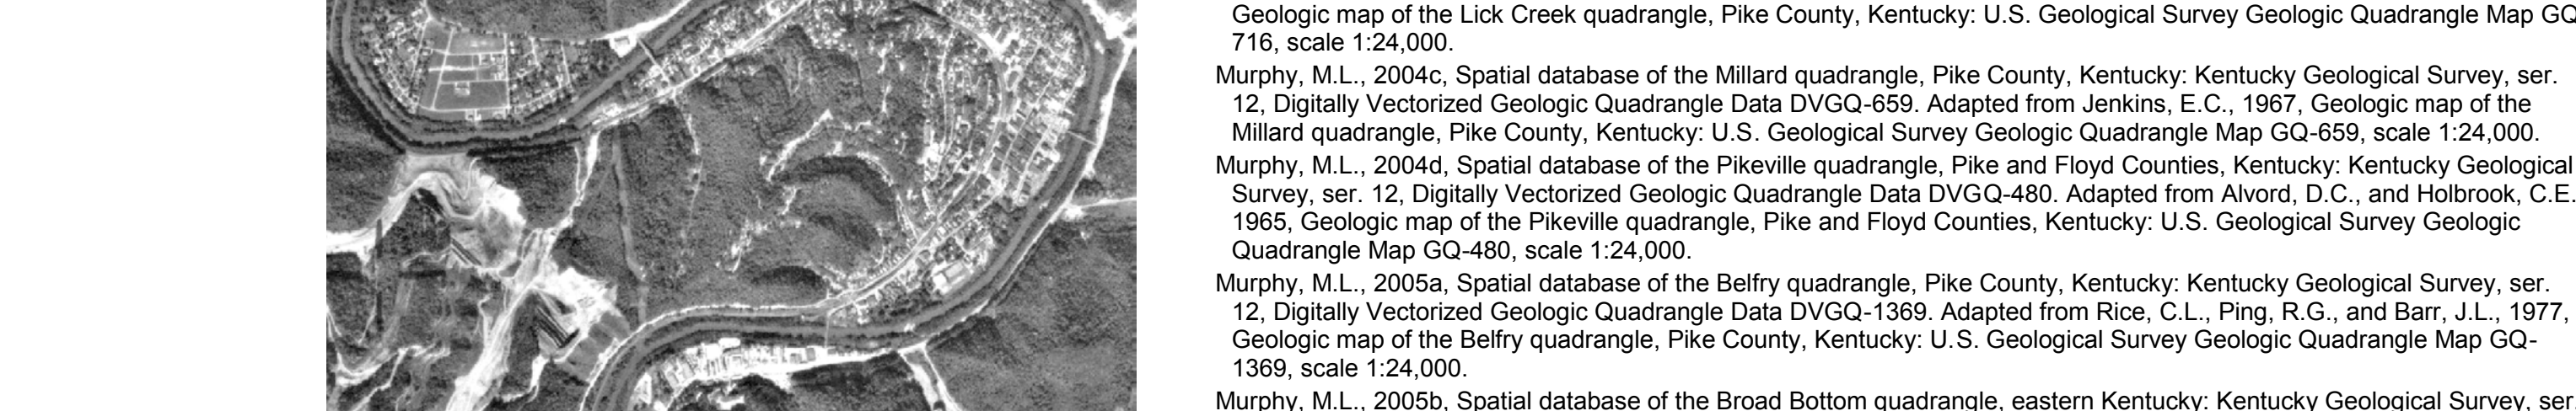 Geologic map of the Lick Creek quadrangle, Pike County, Kentucky: U.S. Geological Survey Geologic Quadrangle Map GQ
716, scale 1:24,000.
Murphy, M.L., 2004c, Spatial database of the Millard quadrangle, Pike County, Kentucky: Kentucky Geological Survey, ser.
12, Digitally Vectorized Geologic Quadrangle Data DVGQ-659. Adapted from Jenkins, E.C., 1967, Geologic map of the
Millard quadrangle, Pike County, Kentucky: U.S. Geological Survey Geologic Quadrangle Map GQ-659, scale 1:24,000.
Murphy, M.L., 2004d, Spatial database of the Pikeville quadrangle, Pike and Floyd Counties, Kentucky: Kentucky Geological
Survey, ser. 12, Digitally Vectorized Geologic Quadrangle Data DVGQ-480. Adapted from Alvord, D.C., and Holbrook, C.E.
1965, Geologic map of the Pikeville quadrangle, Pike and Floyd Counties, Kentucky: U.S. Geological Survey Geologic
Quadrangle Map GQ-480, scale 1:24,000.
Murphy, M.L., 2005a, Spatial database of the Belfry quadrangle, Pike County, Kentucky: Kentucky Geological Survey, ser.
12, Digitally Vectorized Geologic Quadrangle Data DVGQ-1369. Adapted from Rice, C.L., Ping, R.G., and Barr, J.L., 1977,
Geologic map of the Belfry quadrangle, Pike County, Kentucky: U.S. Geological Survey Geologic Quadrangle Map GQ-
1369, scale 1:24,000.
Murphy, M.L., 2005b, Spatial database of the Broad Bottom quadrangle, eastern Kentucky: Kentucky Geological Survey, ser